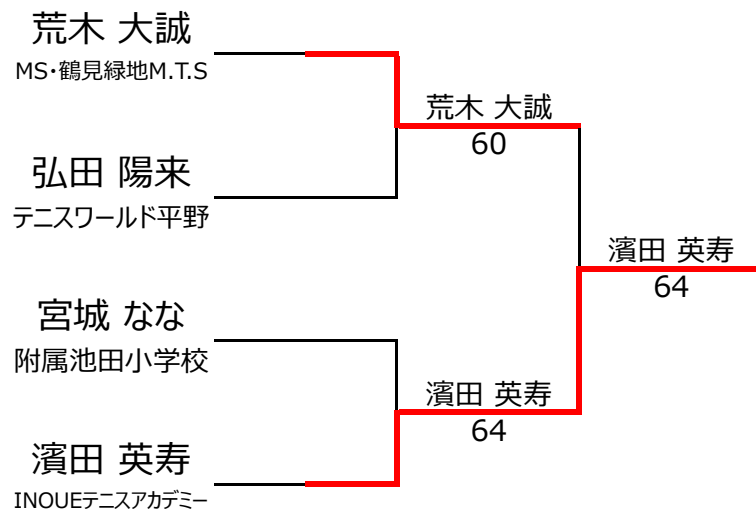 荒木 大誠
MS・鶴見緑地M.T.S
荒木 大誠
60
弘田 陽来
テニスワールド平野
濱田 英寿
64
宮城 なな
附属池田小学校
濱田 英寿
64
濱田 英寿
INOUEテニスアカデミー